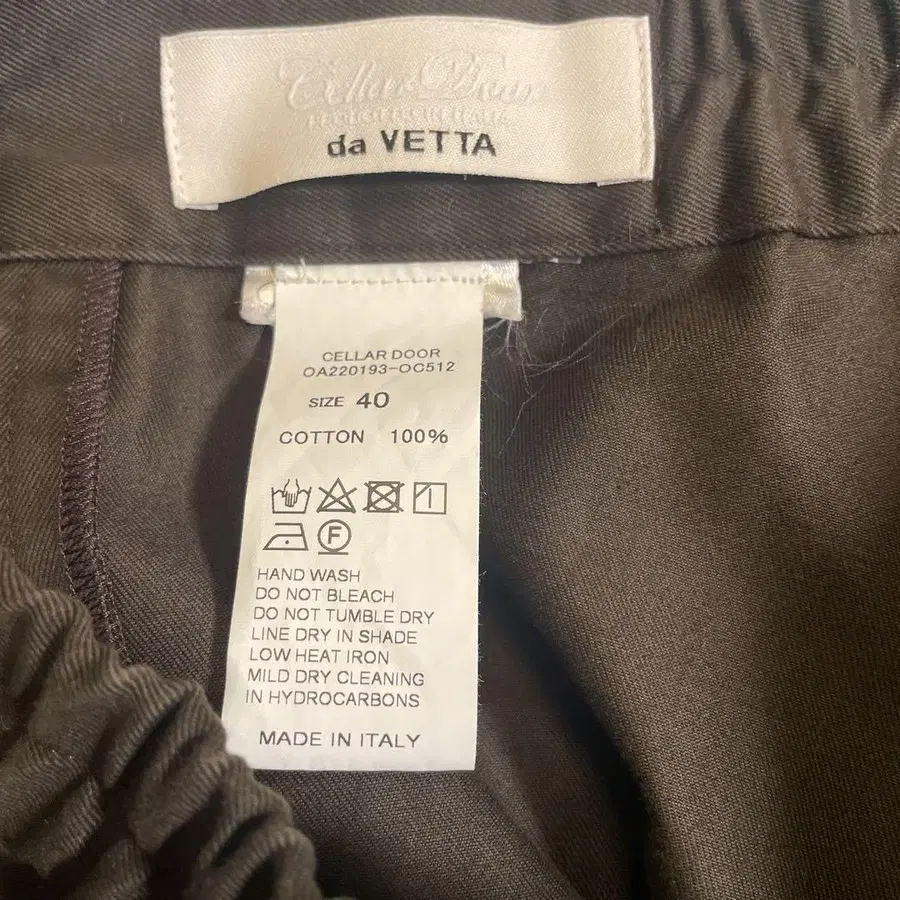 Cellar Door
da VETTA
CELLAR DOOR
OA220193-OC512
SIZE 40
COTTON 100%
F
HAND WASH
DO NOT BLEACH
DO NOT TUMBLE DRY
LINE DRY IN SHADE
LOW HEAT IRON
MILD DRY CLEANING
IN HYDROCARBONS
MADE IN ITALY